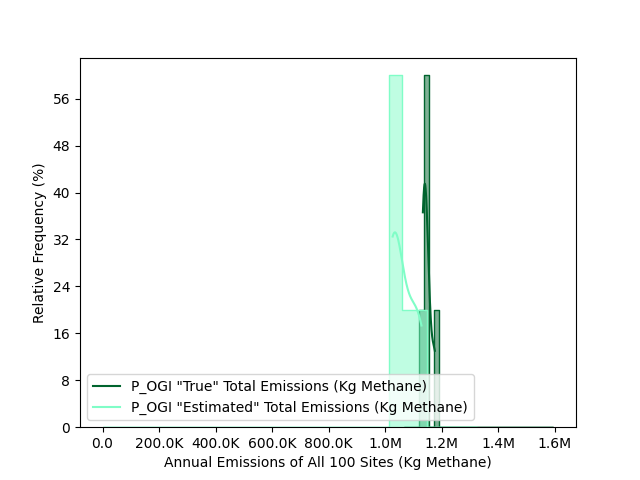 56
48
40
32
24
16
8
0
Relative Frequency (%)
P_OGI "True" Total Emissions (Kg Methane)
P_OGI "Estimated" Total Emissions (Kg Methane)
0.0 200.0K 400.0K 600.0K 800.0K 1.0M 1.2M 1.4M 1.6M
Annual Emissions of All 100 Sites (Kg Methane)